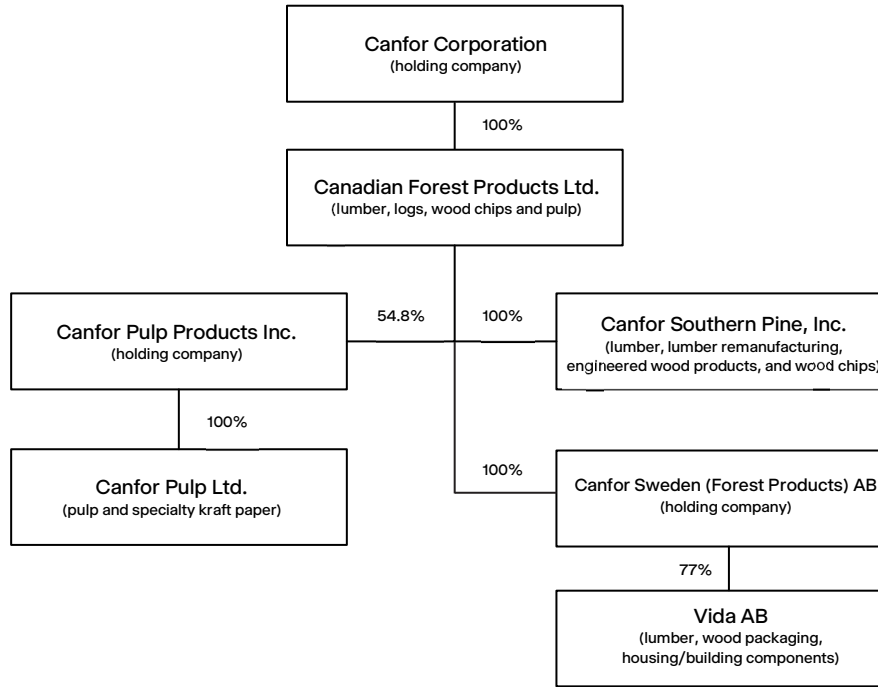 Canfor Corporation
(holding company)
100%
Canadian Forest Products Ltd.
(lumber, logs, wood chips and pulp)
54.8%
100%
Canfor Pulp Products Inc.
(holding company)
Canfor Southern Pine, Inc.
(lumber, lumber remanufacturing,
engineered wood products, and wood chips)
100%
100%
Canfor Pulp Ltd.
(pulp and specialty kraft paper)
Canfor Sweden (Forest Products) AB
(holding company)
77%
Vida AB
(lumber, wood packaging,
housing/building components)